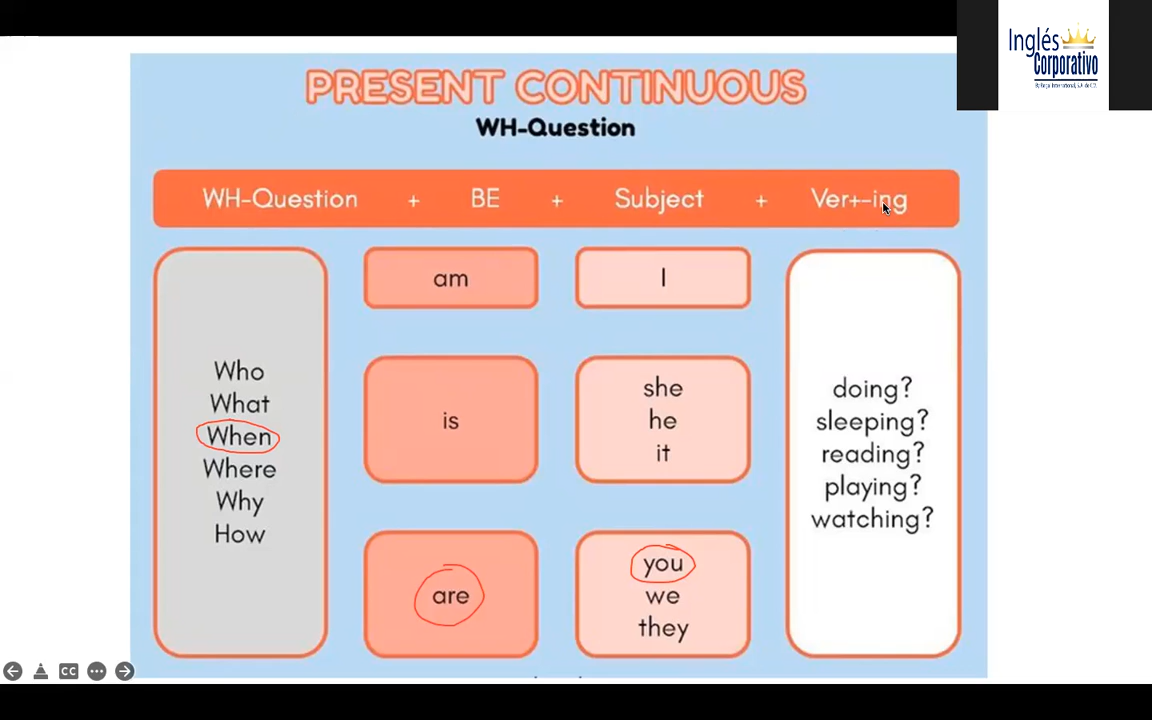 Inglés
Corporativo
PRESENT CONTINUOUS
WH-Question
WH-Question + BE + Subject + Ver+-ing
am
I
Who
What
When
Where
Why
How
is
she
he
it
doing?
sleeping?
reading?
playing?
watching?
are
you
we
they
CC